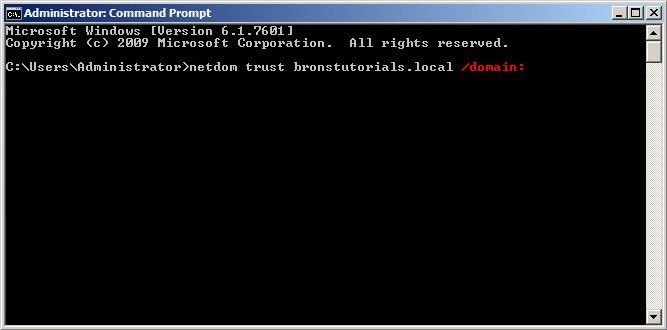 Administrator: Command Prompt
Microsoft Windows [Version 6.1.7601]
Copyright (c) 2009 Microsoft Corporation.  All rights reserved.
C:\Users\Administrator>netdom trust bronstutorials.local /domain: